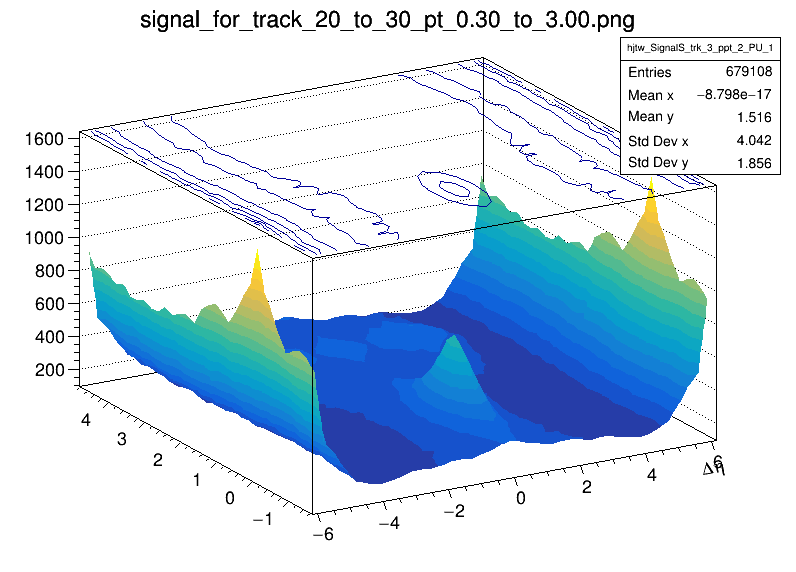 signal_for_track_20_to_30_pt_0.30_to_3.00.png
hjtw_SignalS_trk_3_ppt_2_PU_1
Entries 679108
Mean x −8.798e−17
Mean y 1.516
Std Dev x 4.042
Std Dev y 1.856
1600
1400
1200
1000
800
600
400
200
4
3
2
1
0
−1
−6
−4
−2
0
2
4
6
Δη